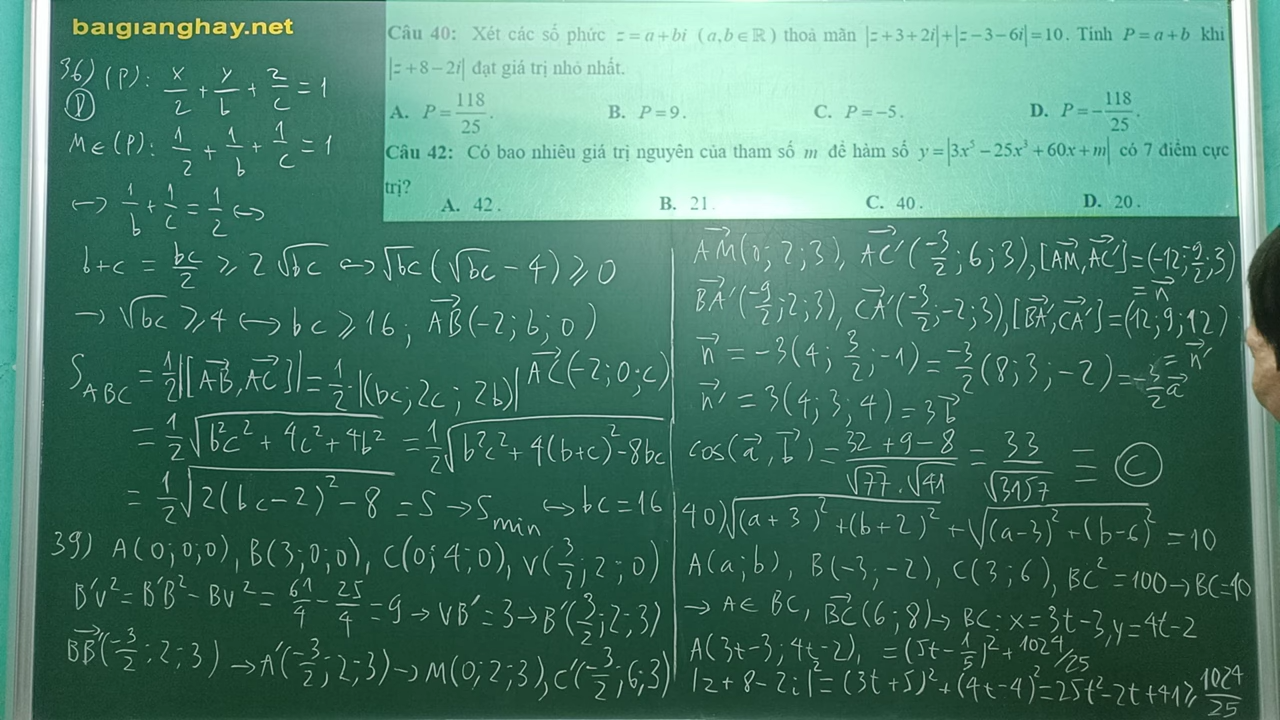 baigianghay.net
Câu 40: Xét các số phức z = a + bi (a, b ∈ ℝ) thoả mãn |z + 3 + 2i| + |z − 3 − 6i| = 10. Tính P = a + b khi
|z + 8 − 2i| đạt giá trị nhỏ nhất.
A. P = 118/25. B. P = 9. C. P = −5. D. P = −118/25.
Câu 42: Có bao nhiêu giá trị nguyên của tham số m để hàm số y = |3x⁵ − 25x³ + 60x + m| có 7 điểm cực
trị?
A. 42. B. 21. C. 40. D. 20.
36) (P): x/2 + y/b + z/c = 1
Ⓓ
M ∈ (P): 1/2 + 1/b + 1/c = 1
↔ 1/b + 1/c = 1/2 ↔
b + c = bc/2 ≥ 2√bc ↔ √bc(√bc − 4) ≥ 0
→ √bc ≥ 4 ↔ bc ≥ 16; AB→(−2; b; 0)
S_ABC = 1/2|[AB→, AC→]| = 1/2.|(bc; 2c; 2b)| AC→(−2; 0; c)
= 1/2√(b²c² + 4c² + 4b²) = 1/2√(b²c² + 4(b+c)² − 8bc)
= 1/2√(2(bc − 2)² − 8) = S → S_min ↔ bc = 16
39) A(0; 0; 0), B(3; 0; 0), C(0; 4; 0), V(3/2; 2; 0)
B'V² = B'B² − BV² = 61/4 − 25/4 = 9 → VB' = 3 → B'(3/2; 2; 3)
BB'→(−3/2; 2; 3) → A'(−3/2; 2; 3) → M(0; 2; 3), C'(−3/2; 6; 3)
AM→(0; 2; 3), AC'→(−3/2; 6; 3), [AM→, AC'→] = (−12; −9/2; 3)
= n→
BA'→(−9/2; 2; 3), CA'→(−3/2; −2; 3), [BA'→, CA'→] = (12; 9; 12)
= n'→
n→ = −3(4; 3/2; −1) = −3/2(8; 3; −2) = −3/2 a→
n'→ = 3(4; 3; 4) = 3b→
cos(a→, b→) = (32 + 9 − 8)/(√77.√41) = 33/√3157 ≡ Ⓒ
40) √((a+3)² + (b+2)²) + √((a−3)² + (b−6)²) = 10
A(a; b), B(−3; −2), C(3; 6), BC² = 100 → BC = 10
→ A ∈ BC, BC→(6; 8) → BC: x = 3t − 3, y = 4t − 2
A(3t − 3; 4t − 2), = (5t − 1/5)² + 1024/25
|z + 8 − 2i|² = (3t + 5)² + (4t − 4)² = 25t² − 2t + 41 ≥ 1024/25